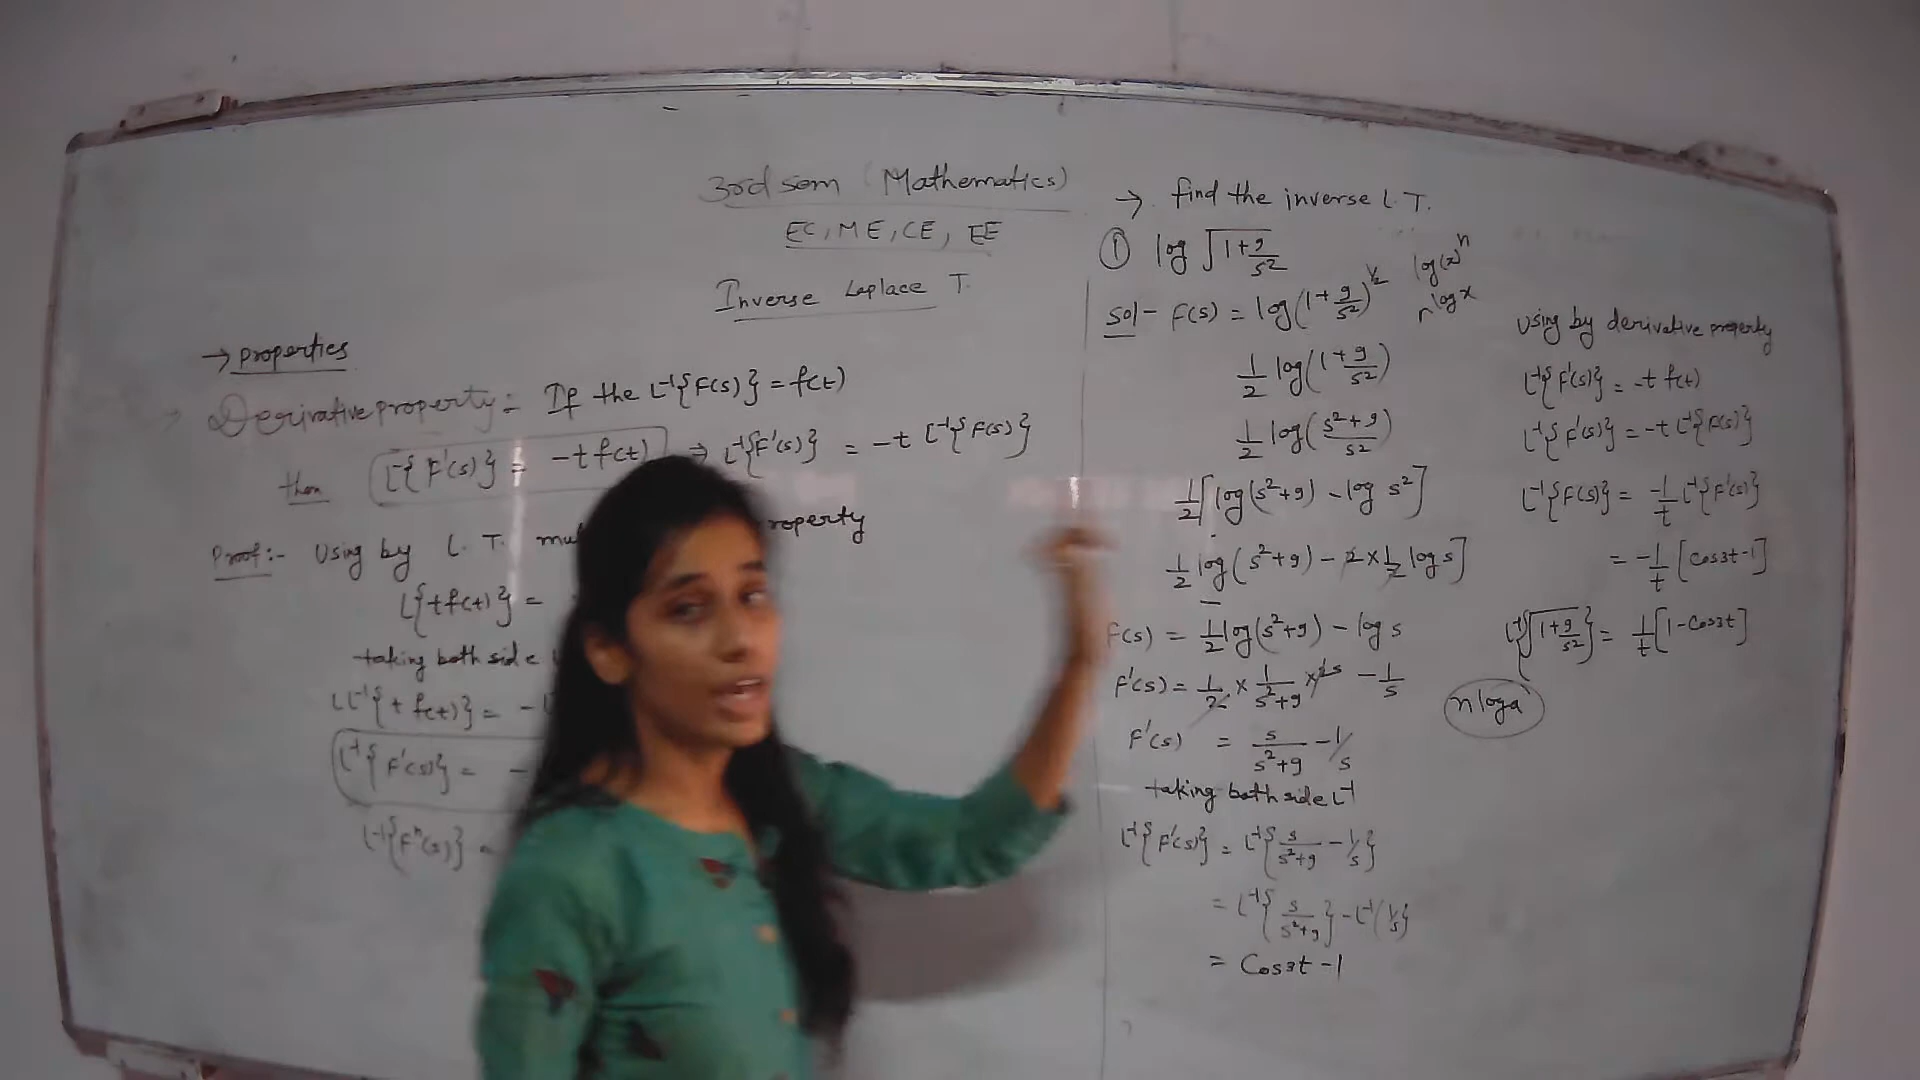 3rd sem (Mathematics)
EC, ME, CE, EE
Inverse Laplace T.
→ properties
Derivative property:- If the L⁻¹{F(s)} = f(t)
then L⁻¹{F'(s)} = -t f(t) → L⁻¹{F'(s)} = -t L⁻¹{F(s)}
Proof:- Using by L. T.
L{t f(t)} =
taking both side
LL⁻¹{t f(t)} = -
L⁻¹{F'(s)} = -
L⁻¹{Fⁿ(s)} =
→ find the inverse L.T.
① log √(1+9/s²)
Sol- F(s) = log(1+9/s²)^½
log(x)ⁿ
n log x
½ log(1+9/s²)
½ log((s²+9)/s²)
½[log(s²+9) - log s²]
½ log(s²+9) - 2×½ log s]
F(s) = ½ log(s²+9) - log s
F'(s) = ½ × 1/(s²+9) × 2s - 1/s
F'(s) = s/(s²+9) - 1/s
taking both side L⁻¹
L⁻¹{F'(s)} = L⁻¹{s/(s²+9) - 1/s}
= L⁻¹{s/(s²+9)} - L⁻¹{1/s}
= Cos3t - 1
Using by derivative property
L⁻¹{F'(s)} = -t f(t)
L⁻¹{F'(s)} = -t L⁻¹{F(s)}
L⁻¹{F(s)} = -1/t L⁻¹{F'(s)}
= -1/t [Cos3t - 1]
L⁻¹{√(1+9/s²)} = 1/t [1 - Cos3t]
n log a